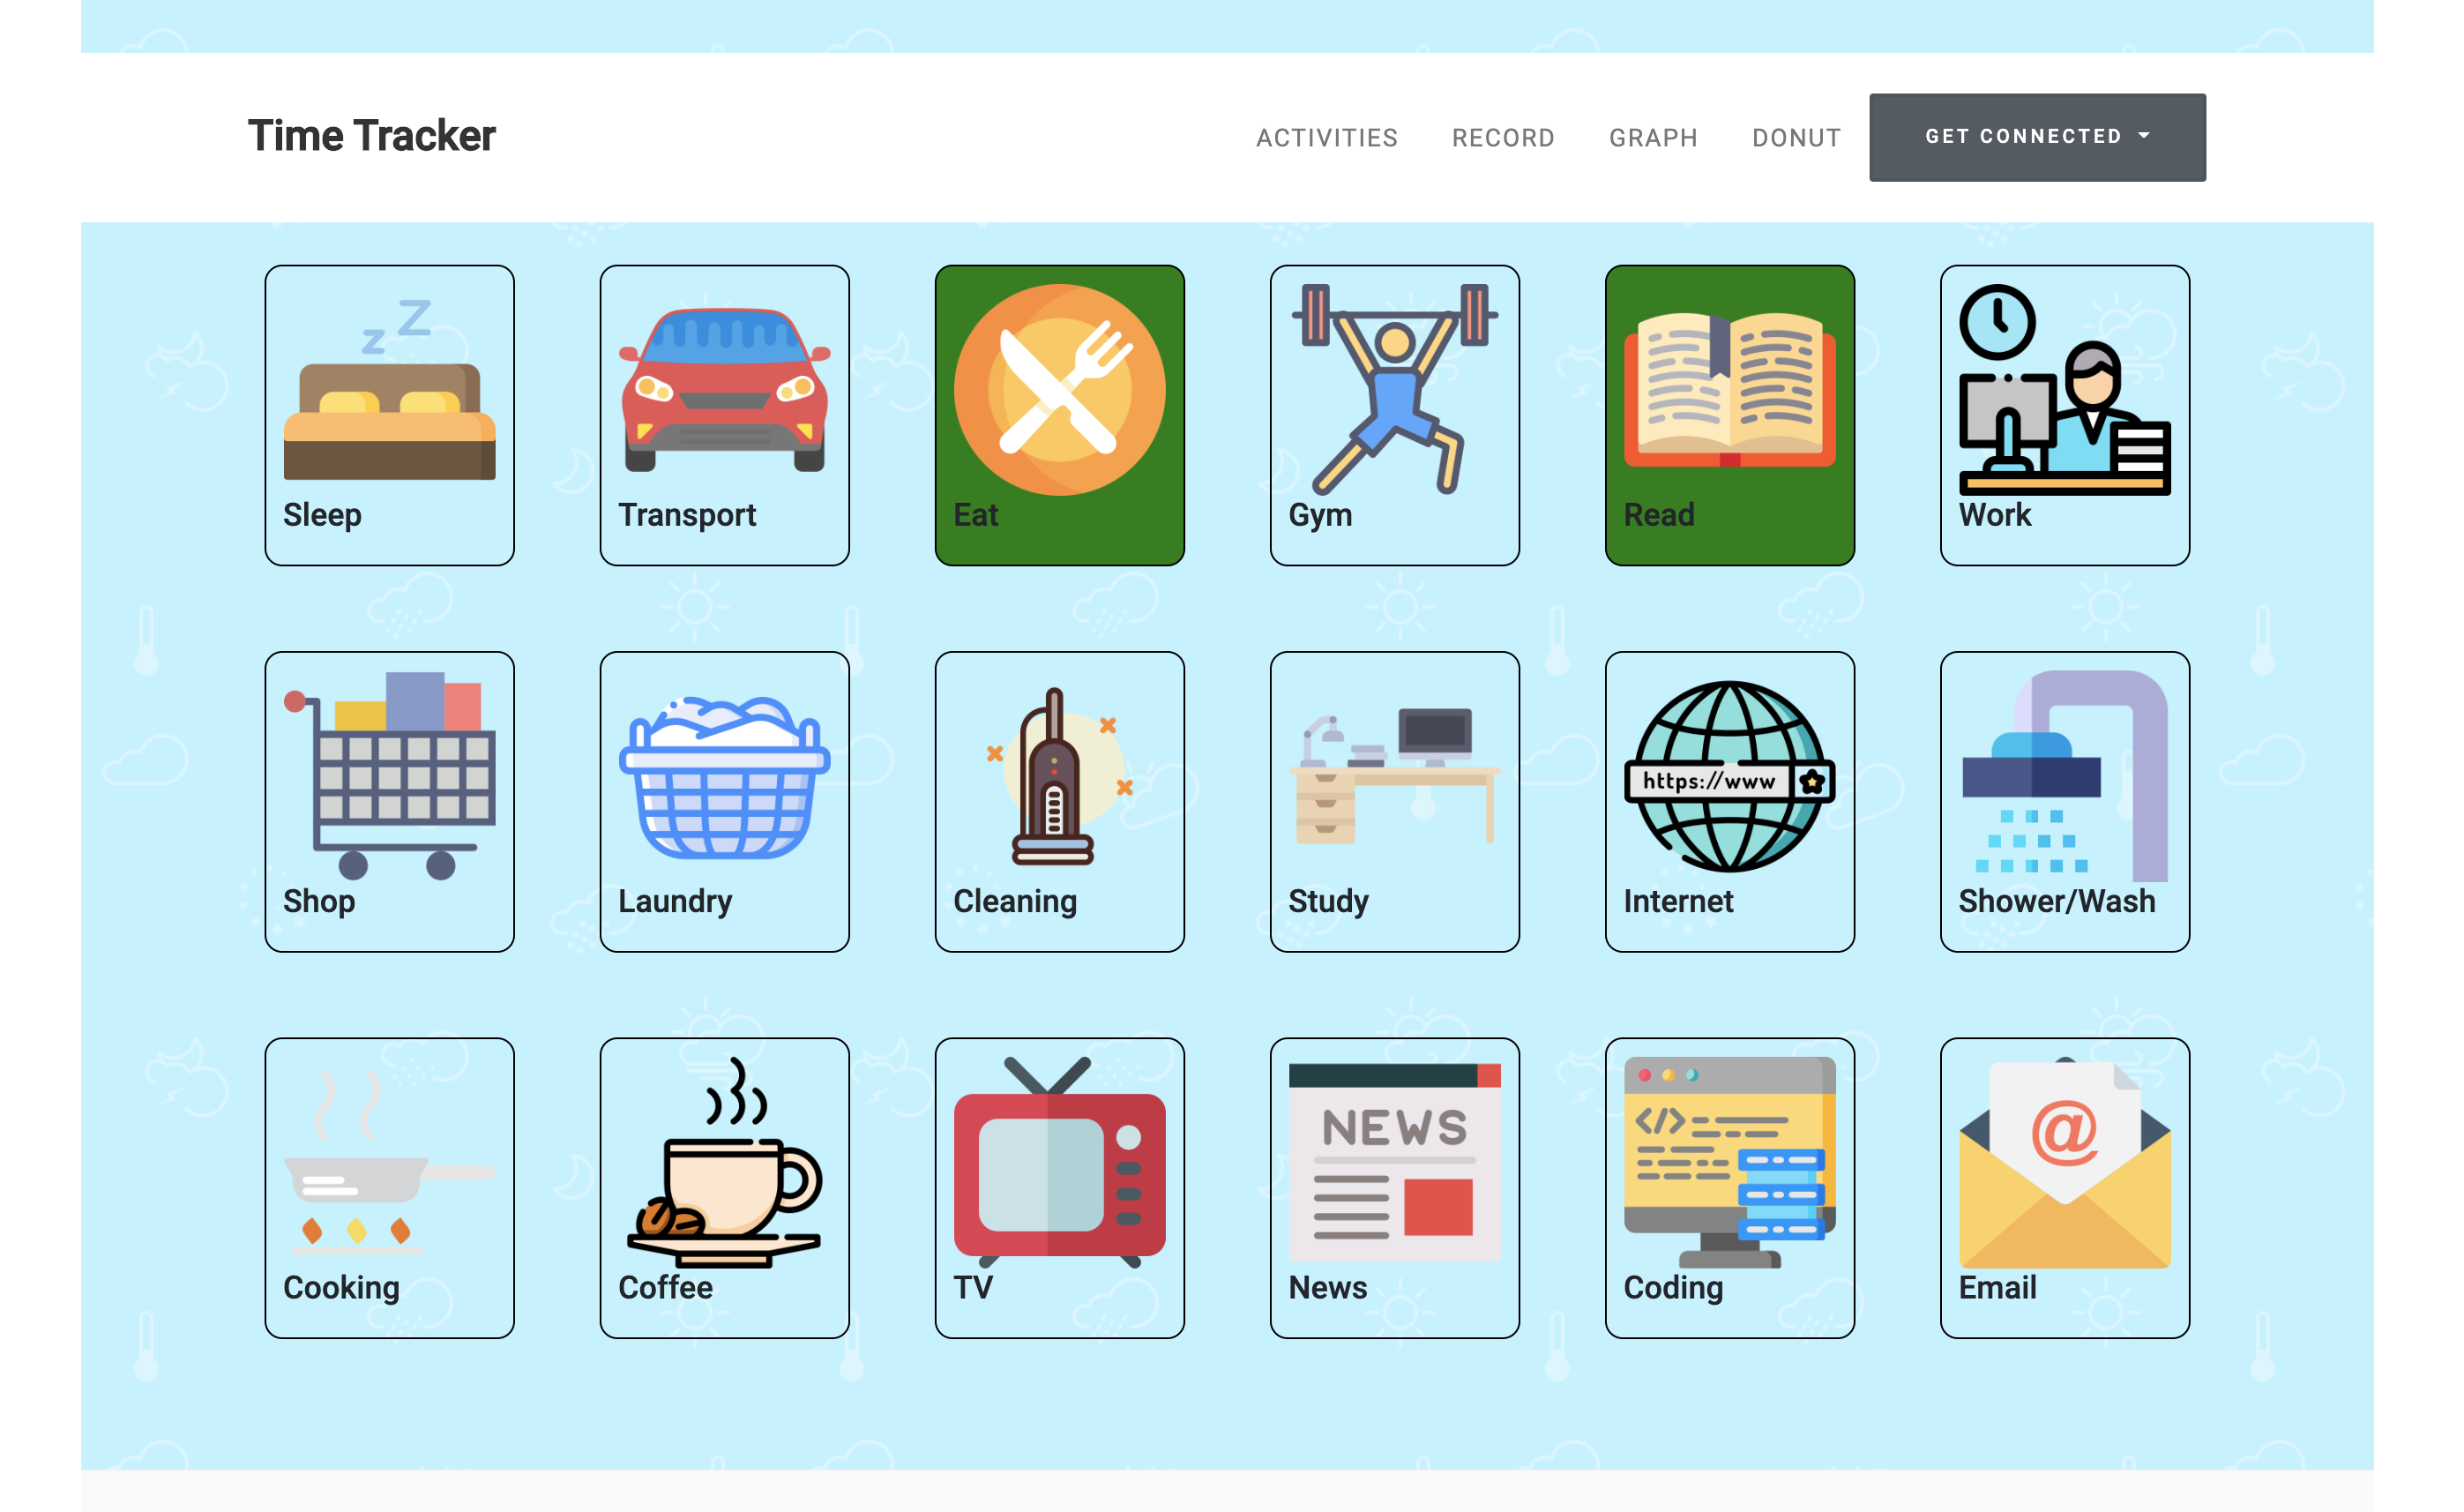 Time Tracker
ACTIVITIES RECORD GRAPH DONUT GET CONNECTED
zZ
Sleep Transport Eat Gym Read Work
https://www
Shop Laundry Cleaning Study Internet Shower/Wash
NEWS
</>
@
Cooking Coffee TV News Coding Email